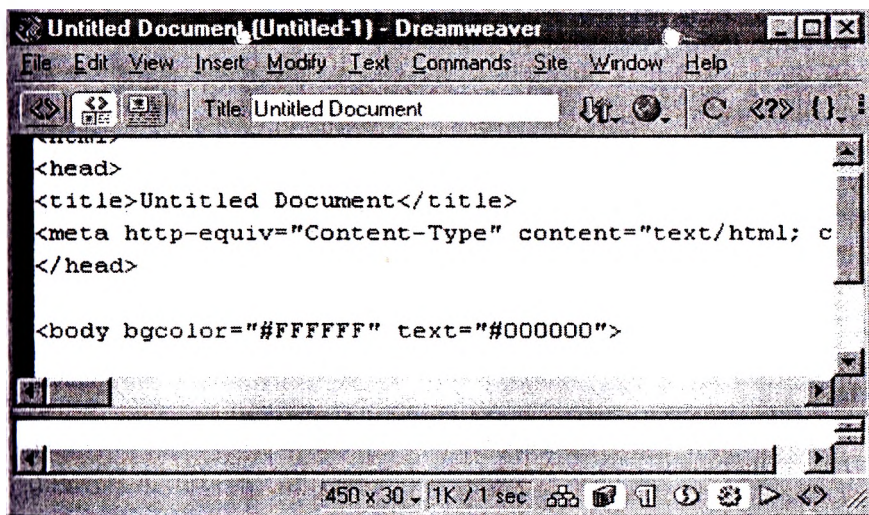 Untitled Document (Untitled-1) - Dreamweaver
File Edit View Insert Modify Text Commands Site Window Help
Title: Untitled Document
<html>
<head>
<title>Untitled Document</title>
<meta http-equiv="Content-Type" content="text/html; c
</head>
<body bgcolor="#FFFFFF" text="#000000">
450 x 30 1K / 1 sec